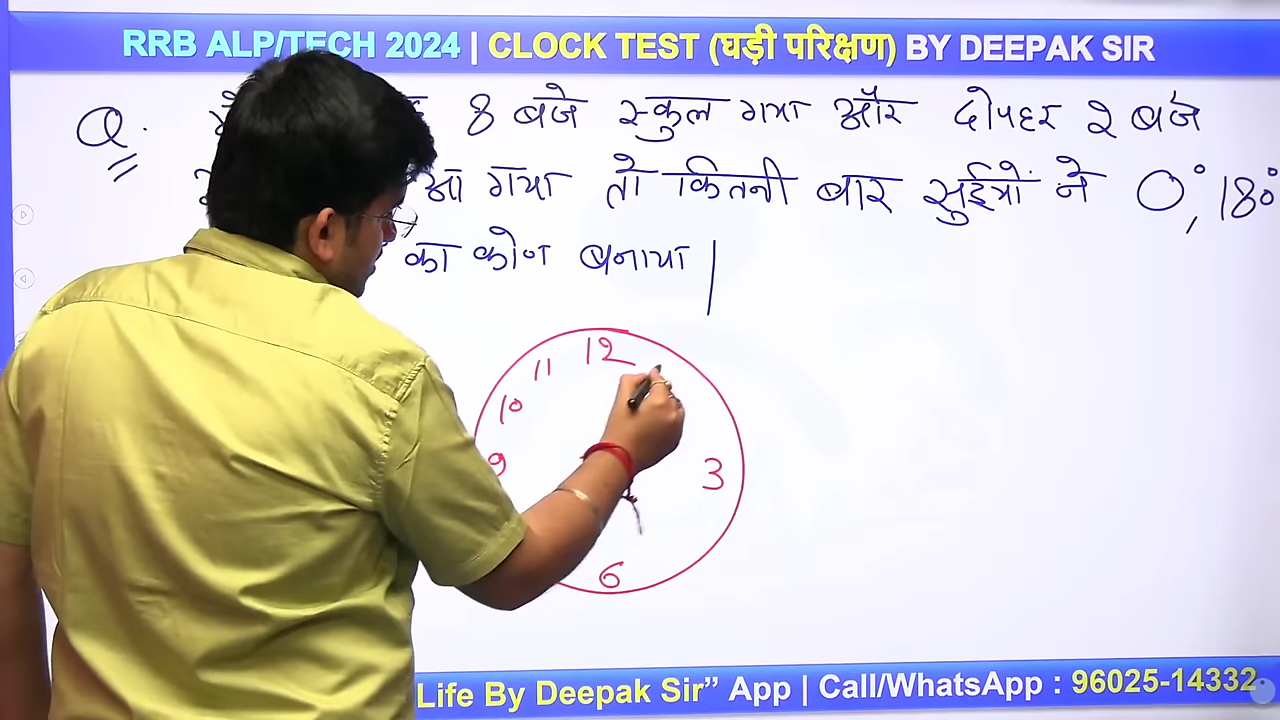 RRB ALP/TECH 2024 | CLOCK TEST (घड़ी परिक्षण) BY DEEPAK SIR
Q. 8 बजे स्कुल गया और दोपहर २ बजे
आ गया तो कितनी बार सुईयों ने 0°, 180°
का कोण बनाया |
12
11
10
9
3
6
Life By Deepak Sir” App | Call/WhatsApp : 96025-14332